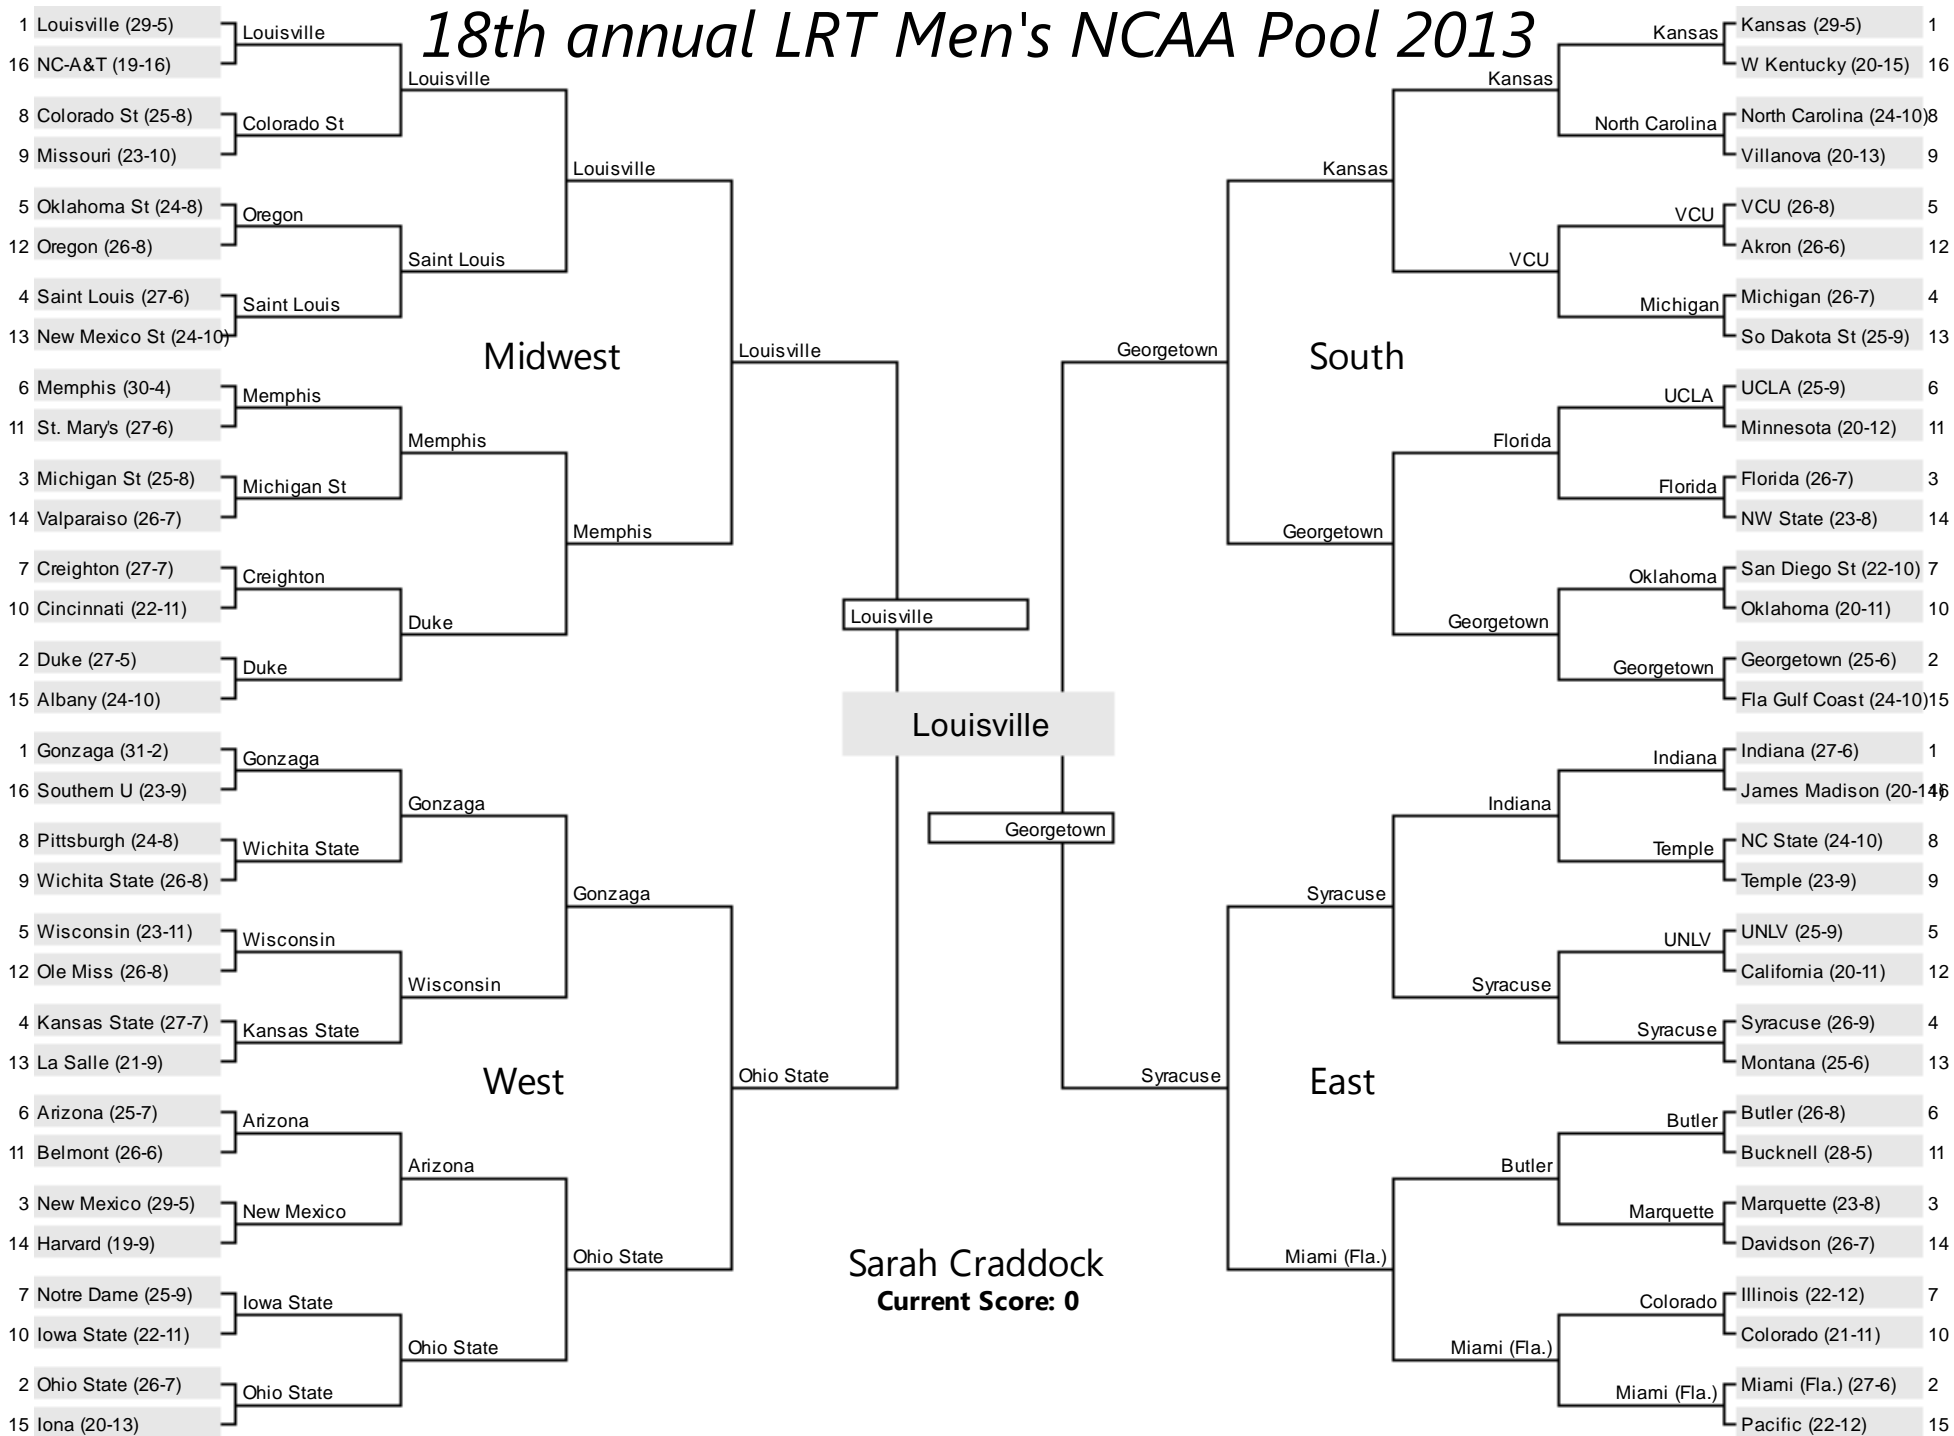 18th annual LRT Men's NCAA Pool 2013
1 Louisville (29-5)
16 NC-A&T (19-16)
8 Colorado St (25-8)
9 Missouri (23-10)
5 Oklahoma St (24-8)
12 Oregon (26-8)
4 Saint Louis (27-6)
13 New Mexico St (24-10)
6 Memphis (30-4)
11 St. Mary's (27-6)
3 Michigan St (25-8)
14 Valparaiso (26-7)
7 Creighton (27-7)
10 Cincinnati (22-11)
2 Duke (27-5)
15 Albany (24-10)
Louisville
Colorado St
Oregon
Saint Louis
Memphis
Michigan St
Creighton
Duke
Louisville
Saint Louis
Memphis
Duke
Louisville
Memphis
Midwest
Louisville
1 Gonzaga (31-2)
16 Southern U (23-9)
8 Pittsburgh (24-8)
9 Wichita State (26-8)
5 Wisconsin (23-11)
12 Ole Miss (26-8)
4 Kansas State (27-7)
13 La Salle (21-9)
6 Arizona (25-7)
11 Belmont (26-6)
3 New Mexico (29-5)
14 Harvard (19-9)
7 Notre Dame (25-9)
10 Iowa State (22-11)
2 Ohio State (26-7)
15 Iona (20-13)
Gonzaga
Wichita State
Wisconsin
Kansas State
Arizona
New Mexico
Iowa State
Ohio State
Gonzaga
Wisconsin
Arizona
Ohio State
Gonzaga
Ohio State
West
Ohio State
Louisville
Louisville
Georgetown
Sarah Craddock
Current Score: 0
Kansas (29-5) 1
W Kentucky (20-15) 16
North Carolina (24-10) 8
Villanova (20-13) 9
VCU (26-8) 5
Akron (26-6) 12
Michigan (26-7) 4
So Dakota St (25-9) 13
UCLA (25-9) 6
Minnesota (20-12) 11
Florida (26-7) 3
NW State (23-8) 14
San Diego St (22-10) 7
Oklahoma (20-11) 10
Georgetown (25-6) 2
Fla Gulf Coast (24-10) 15
Kansas
North Carolina
VCU
Michigan
UCLA
Florida
Oklahoma
Georgetown
Kansas
VCU
Florida
Georgetown
Kansas
Georgetown
South
Georgetown
Indiana (27-6) 1
James Madison (20-14) 16
NC State (24-10) 8
Temple (23-9) 9
UNLV (25-9) 5
California (20-11) 12
Syracuse (26-9) 4
Montana (25-6) 13
Butler (26-8) 6
Bucknell (28-5) 11
Marquette (23-8) 3
Davidson (26-7) 14
Illinois (22-12) 7
Colorado (21-11) 10
Miami (Fla.) (27-6) 2
Pacific (22-12) 15
Indiana
Temple
UNLV
Syracuse
Butler
Marquette
Colorado
Miami (Fla.)
Indiana
Syracuse
Butler
Miami (Fla.)
Syracuse
Miami (Fla.)
East
Syracuse